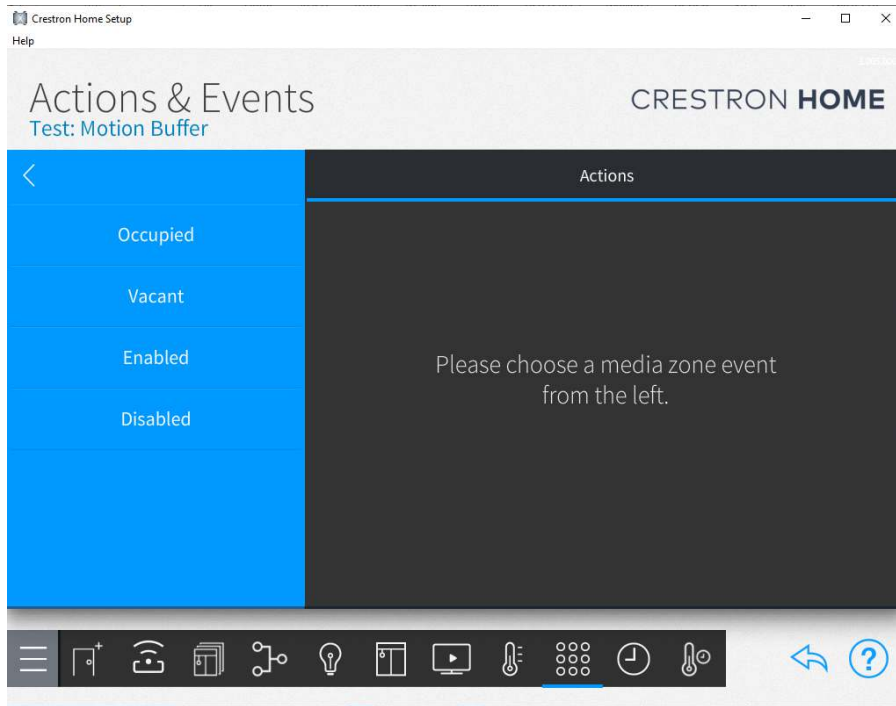 Crestron Home Setup
Help
Actions & Events
Test: Motion Buffer
CRESTRON HOME
Actions
Occupied
Vacant
Enabled
Disabled
Please choose a media zone event
from the left.
?